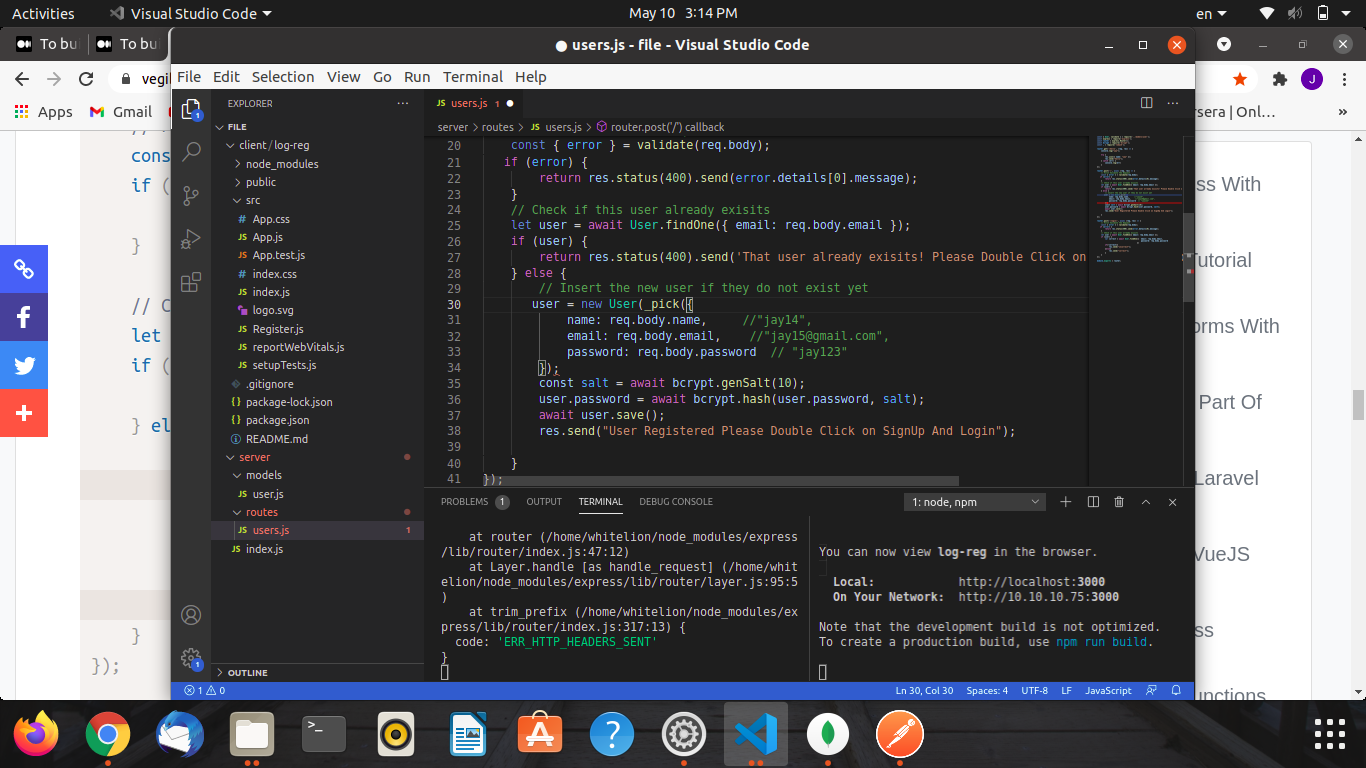 Activities
Visual Studio Code
May 10 3:14 PM
en
To bu
To bu
● users.js - file - Visual Studio Code
vegi
J
Apps
Gmail
rsera | Onl…
»
File Edit Selection View Go Run Terminal Help
EXPLORER
FILE
client/log-reg
node_modules
public
src
App.css
App.js
App.test.js
index.css
index.js
logo.svg
Register.js
reportWebVitals.js
setupTests.js
.gitignore
package-lock.json
package.json
README.md
server
models
user.js
routes
users.js 1
index.js
OUTLINE
JS users.js 1 ●
server > routes > JS users.js > router.post('/') callback
20 const { error } = validate(req.body);
21 if (error) {
22 return res.status(400).send(error.details[0].message);
23 }
24 // Check if this user already exisits
25 let user = await User.findOne({ email: req.body.email });
26 if (user) {
27 return res.status(400).send('That user already exisits! Please Double Click on
28 } else {
29 // Insert the new user if they do not exist yet
30 user = new User(_pick({
31 name: req.body.name, //"jay14",
32 email: req.body.email, //"jay15@gmail.com",
33 password: req.body.password // "jay123"
34 });
35 const salt = await bcrypt.genSalt(10);
36 user.password = await bcrypt.hash(user.password, salt);
37 await user.save();
38 res.send("User Registered Please Double Click on SignUp And Login");
39
40 }
41 });
PROBLEMS 1 OUTPUT TERMINAL DEBUG CONSOLE
1: node, npm
at router (/home/whitelion/node_modules/express
/lib/router/index.js:47:12)
at Layer.handle [as handle_request] (/home/whit
elion/node_modules/express/lib/router/layer.js:95:5
)
at trim_prefix (/home/whitelion/node_modules/ex
press/lib/router/index.js:317:13) {
code: 'ERR_HTTP_HEADERS_SENT'
}
You can now view log-reg in the browser.
Local: http://localhost:3000
On Your Network: http://10.10.10.75:3000
Note that the development build is not optimized.
To create a production build, use npm run build.
1 0
Ln 30, Col 30 Spaces: 4 UTF-8 LF JavaScript
cons
if (
}
// C
let
if (
} el
}
});
ss With
utorial
orms With
Part Of
Laravel
VueJS
ss
unctions